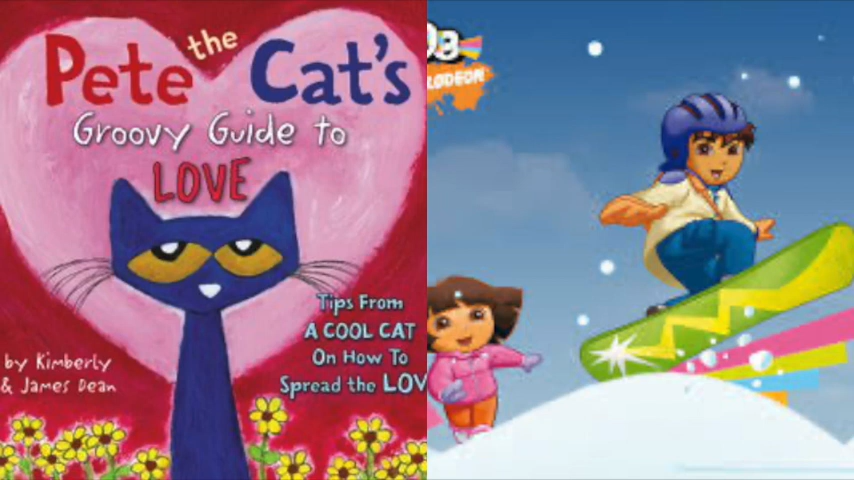 the
Pete Cat's
Groovy Guide to
LOVE
Tips From
A COOL CAT
On How To
Spread the LOV
by Kimberly
& James Dean